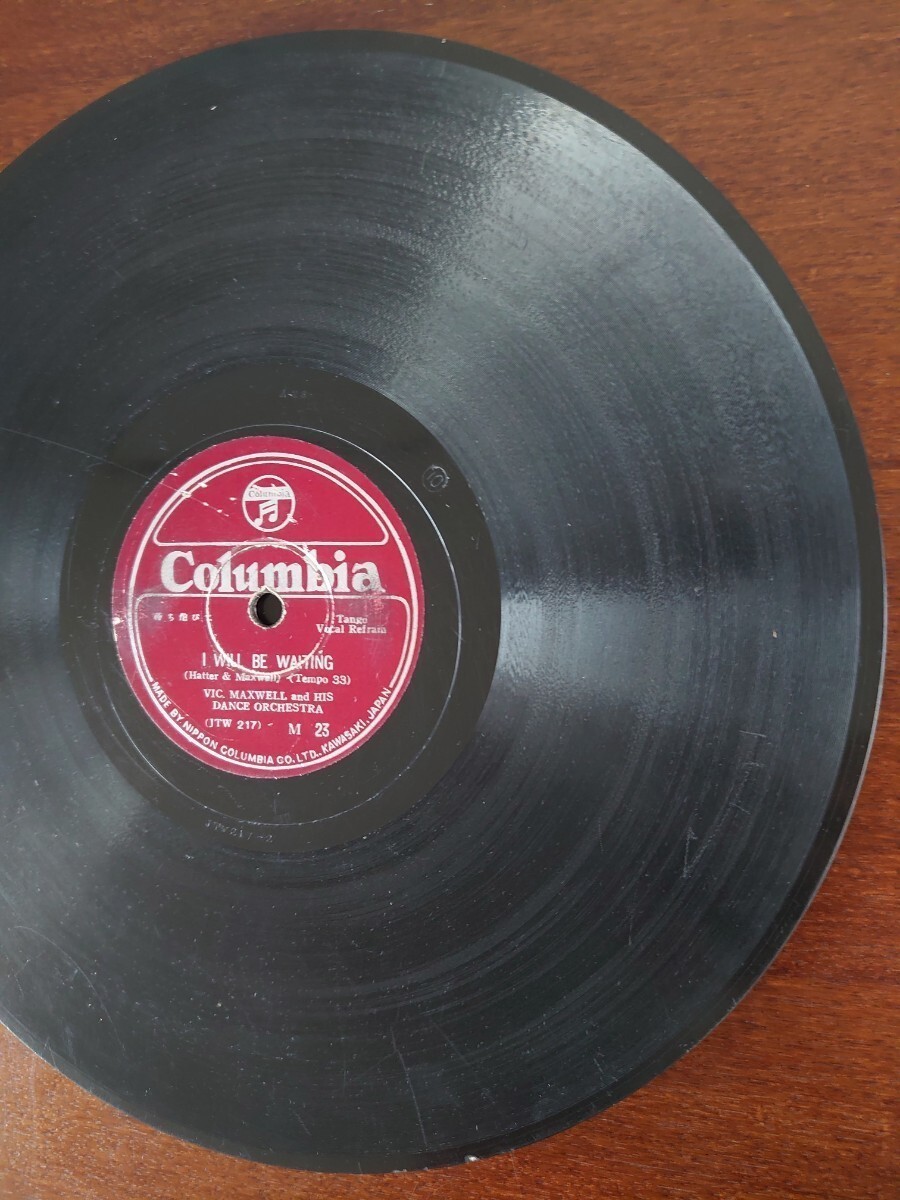 Columbia
Columbia
待ち侘びて
Tango
Vocal Refrain
I WILL BE WAITING
(Hatter & Maxwell) (Tempo 33)
VIC. MAXWELL and HIS
DANCE ORCHESTRA
(JTW 217) M 23
MADE BY NIPPON COLUMBIA CO. LTD., KAWASAKI, JAPAN